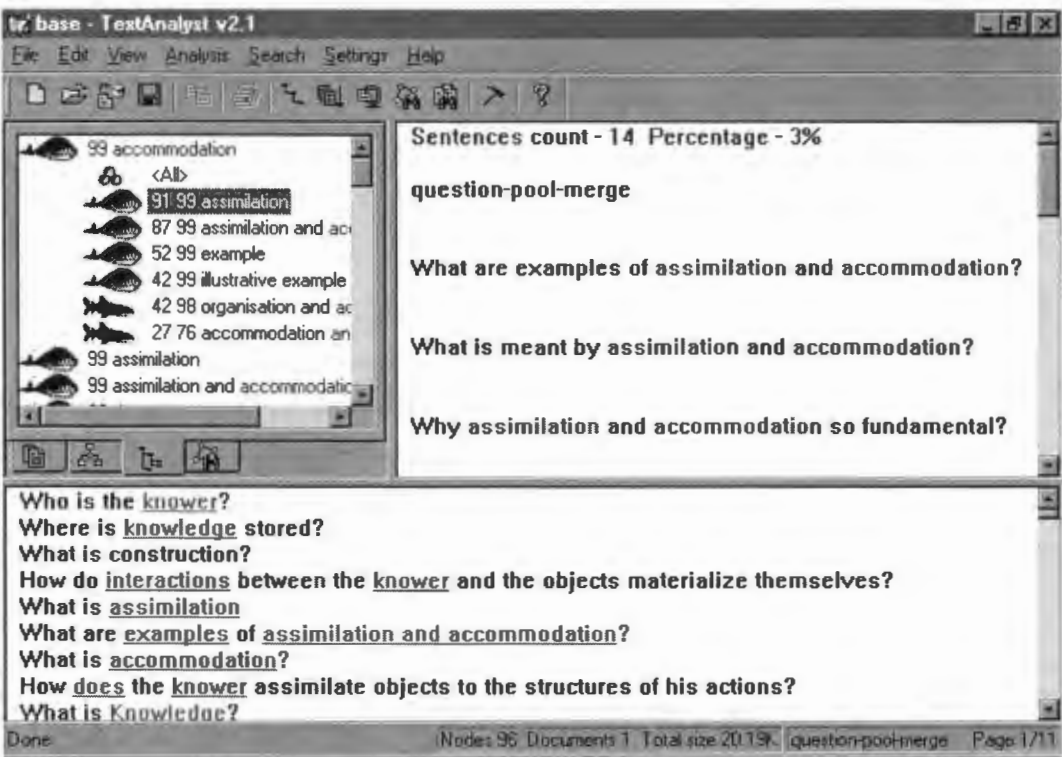 base - TextAnalyst v2.1
File Edit View Analysis Search Settings Help
99 accommodation
<All>
91 99 assimilation
87 99 assimilation and
52 99 example
42 99 illustrative example
42 98 organisation and
27 76 accommodation an
99 assimilation
99 assimilation and accommodatio
Sentences count - 14 Percentage - 3%
question-pool-merge
What are examples of assimilation and accommodation?
What is meant by assimilation and accommodation?
Why assimilation and accommodation so fundamental?
Who is the knower?
Where is knowledge stored?
What is construction?
How do interactions between the knower and the objects materialize themselves?
What is assimilation
What are examples of assimilation and accommodation?
What is accommodation?
How does the knower assimilate objects to the structures of his actions?
What is Knowledge?
Done
Nodes 96 Documents 1 Total size 20.19K question-pool-merge Page 1/11